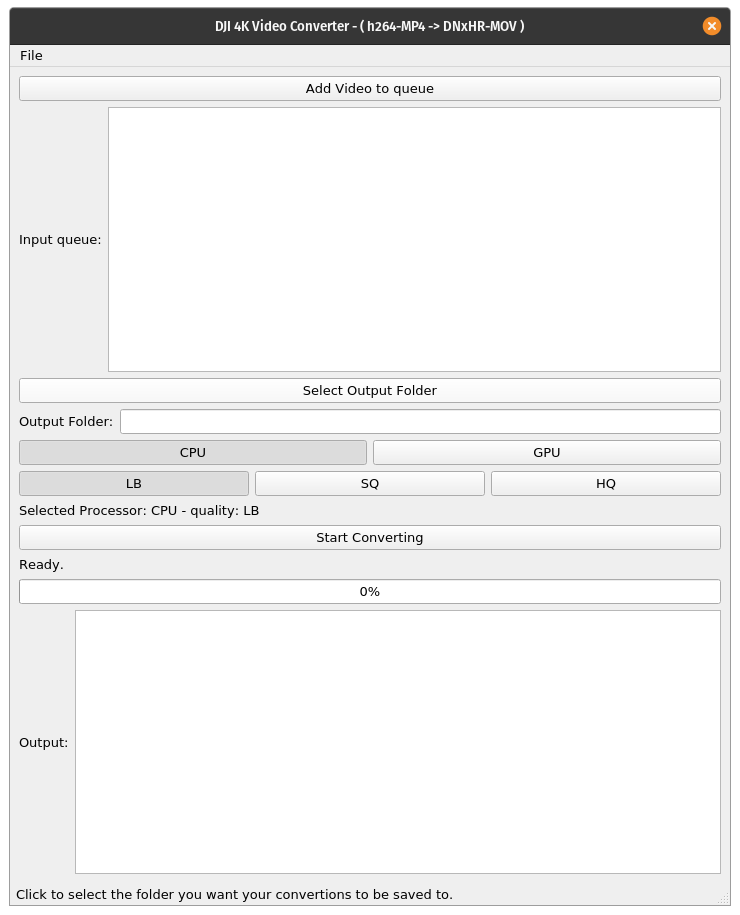 DJI 4K Video Converter - ( h264-MP4 -> DNxHR-MOV )
File
Add Video to queue
Input queue:
Select Output Folder
Output Folder:
CPU GPU
LB SQ HQ
Selected Processor: CPU - quality: LB
Start Converting
Ready.
0%
Output:
Click to select the folder you want your convertions to be saved to.